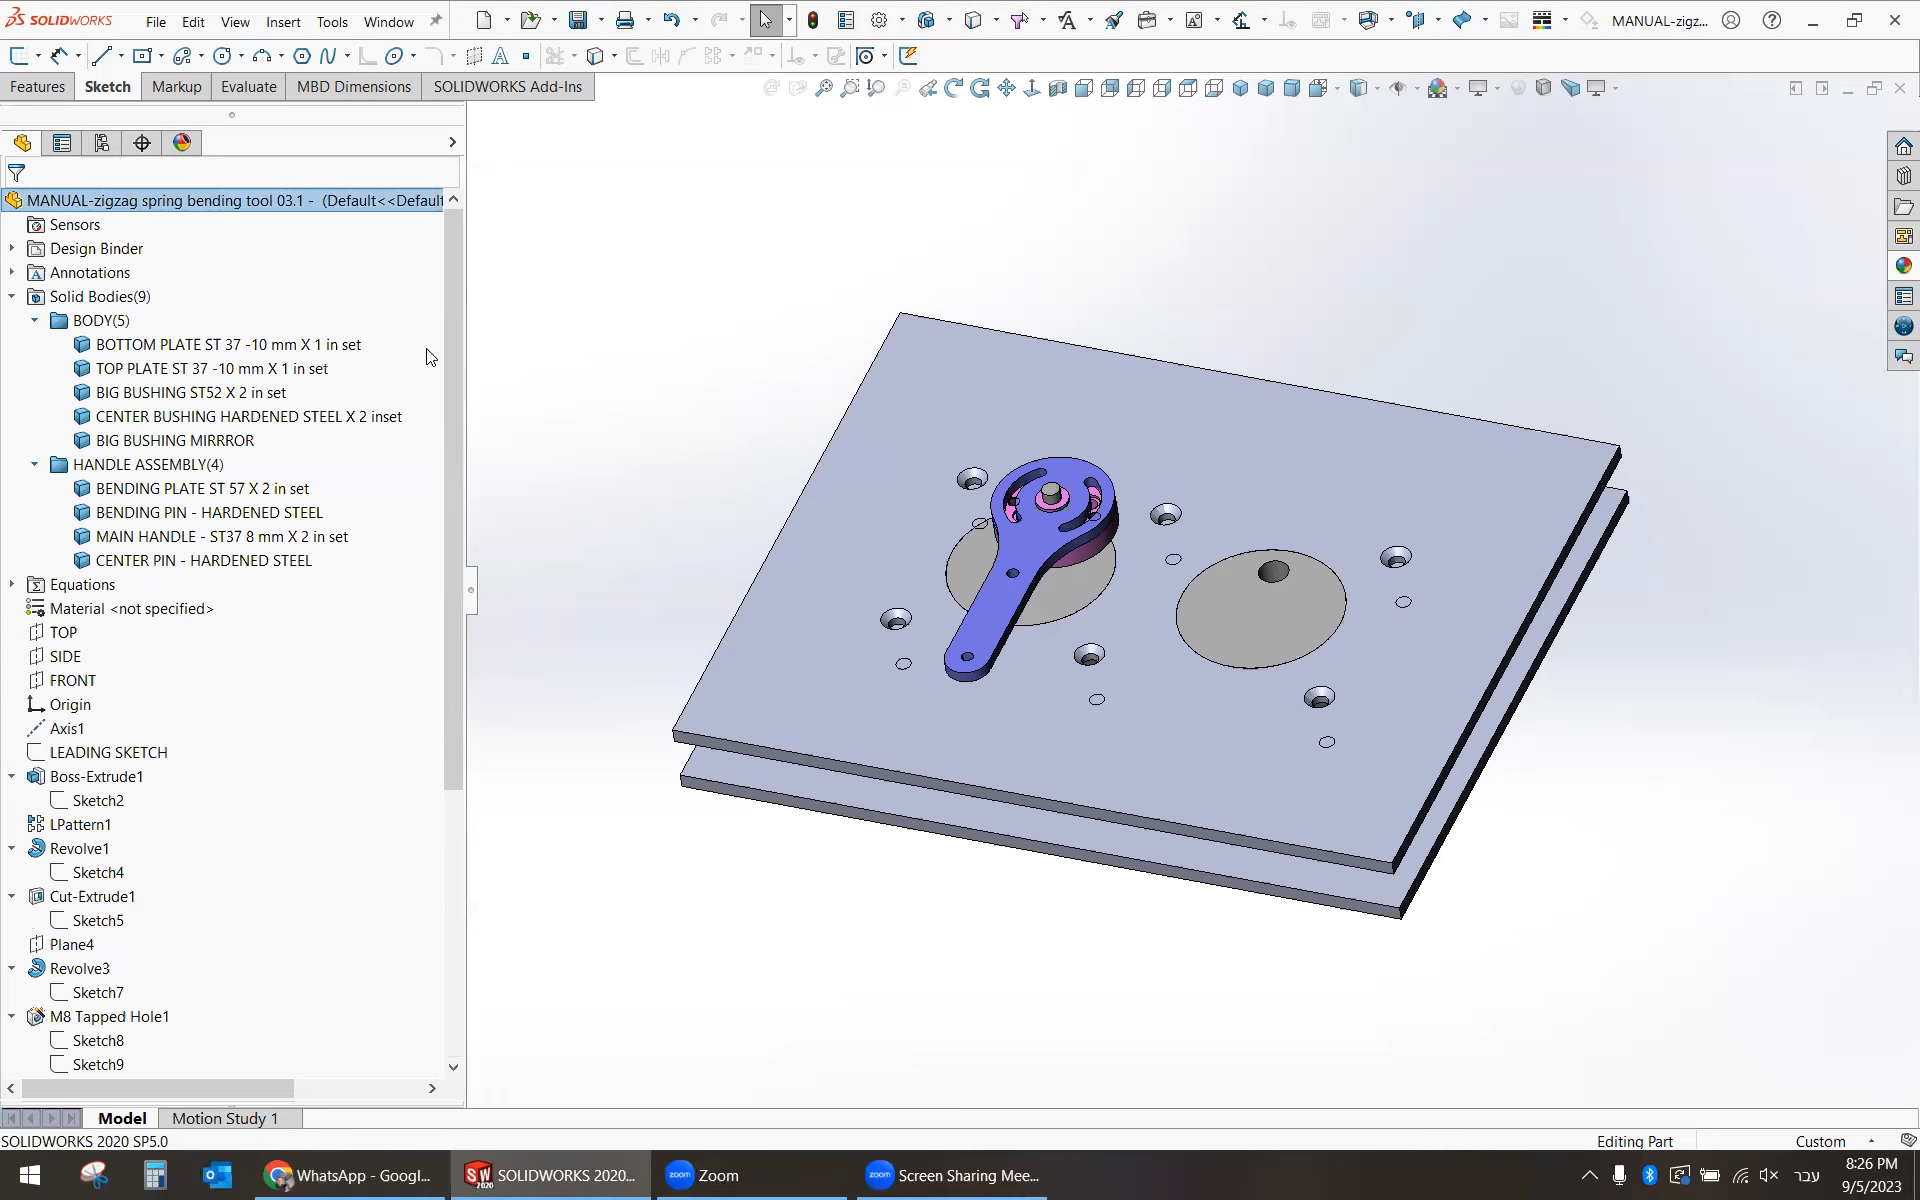 SOLIDWORKS File Edit View Insert Tools Window MANUAL-zigz...
Features Sketch Markup Evaluate MBD Dimensions SOLIDWORKS Add-Ins
MANUAL-zigzag spring bending tool 03.1 - (Default<<Default
Sensors
Design Binder
Annotations
Solid Bodies(9)
BODY(5)
BOTTOM PLATE ST 37 -10 mm X 1 in set
TOP PLATE ST 37 -10 mm X 1 in set
BIG BUSHING ST52 X 2 in set
CENTER BUSHING HARDENED STEEL X 2 inset
BIG BUSHING MIRRROR
HANDLE ASSEMBLY(4)
BENDING PLATE ST 57 X 2 in set
BENDING PIN - HARDENED STEEL
MAIN HANDLE - ST37 8 mm X 2 in set
CENTER PIN - HARDENED STEEL
Equations
Material <not specified>
TOP
SIDE
FRONT
Origin
Axis1
LEADING SKETCH
Boss-Extrude1
Sketch2
LPattern1
Revolve1
Sketch4
Cut-Extrude1
Sketch5
Plane4
Revolve3
Sketch7
M8 Tapped Hole1
Sketch8
Sketch9
Model Motion Study 1
SOLIDWORKS 2020 SP5.0 Editing Part Custom
WhatsApp - Googl... SOLIDWORKS 2020... Zoom Screen Sharing Mee... עבר 8:26 PM
9/5/2023